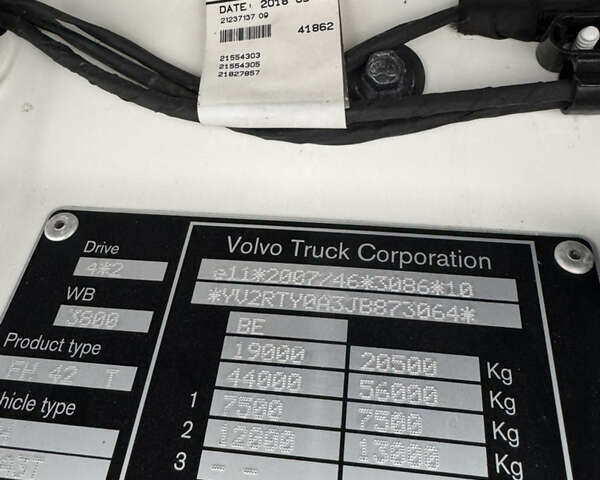 DATE: 2018
21237137 09
41862
21554303
21554305
21827857
Volvo Truck Corporation
Drive
4*2
WB
3800
Product type
FH 42 T
hicle type
e11*2007/46*3086*10
*YV2RTY0A3JB873064*
BE
19000 20500 Kg
44000 56000 Kg
1 7500 7500 Kg
2 12000 13000 Kg
3 - -